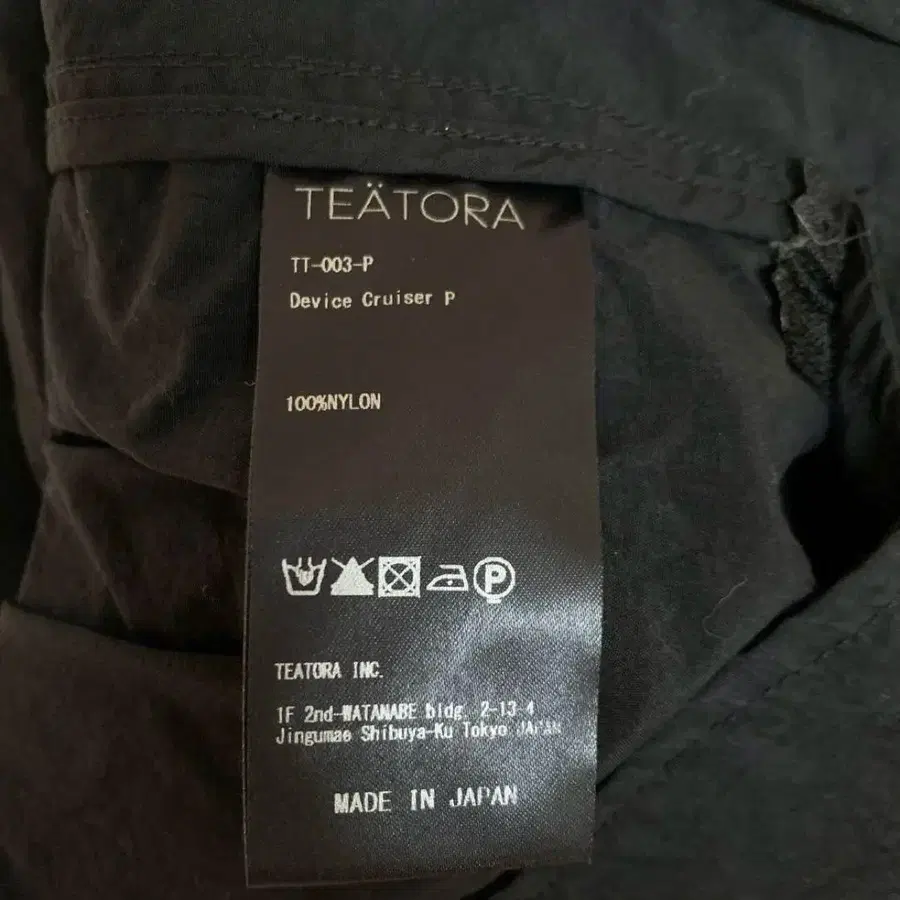 TEÄTORA
TT-003-P
Device Cruiser P
100%NYLON
P
TEATORA INC.
1F 2nd-WATANABE bldg. 2-13-4
Jingumae Shibuya-Ku Tokyo JAPAN
MADE IN JAPAN